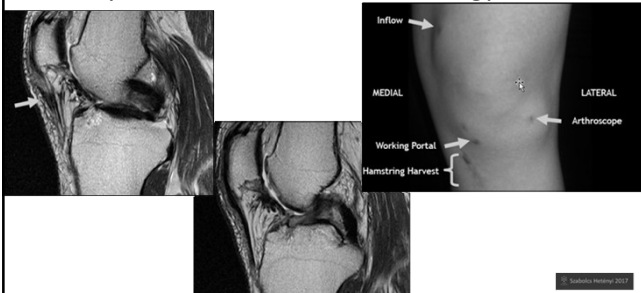 Inflow
MEDIAL
LATERAL
Arthroscope
Working Portal
Hamstring Harvest
Szabolcs Hetényi 2017